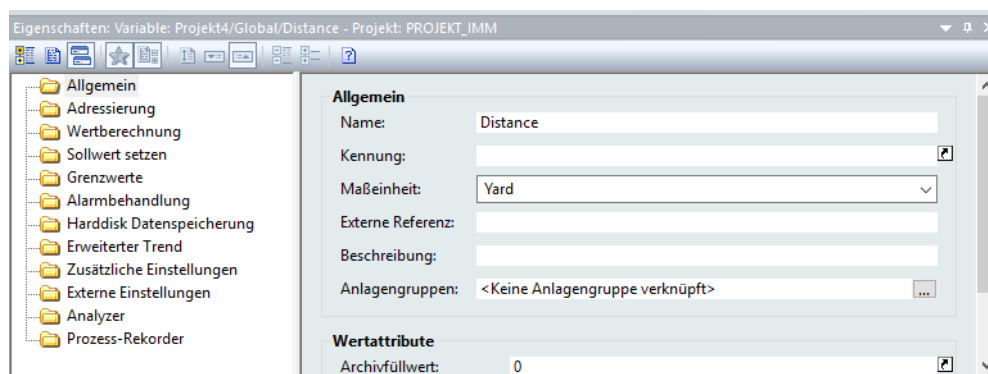 Eigenschaften: Variable: Projekt4/Global/Distance - Projekt: PROJEKT_IMM
Allgemein
Adressierung
Wertberechnung
Sollwert setzen
Grenzwerte
Alarmbehandlung
Harddisk Datenspeicherung
Erweiterter Trend
Zusätzliche Einstellungen
Externe Einstellungen
Analyzer
Prozess-Rekorder
Allgemein
Name: Distance
Kennung:
Maßeinheit: Yard
Externe Referenz:
Beschreibung:
Anlagengruppen: <Keine Anlagengruppe verknüpft> ...
Wertattribute
Archivfüllwert: 0